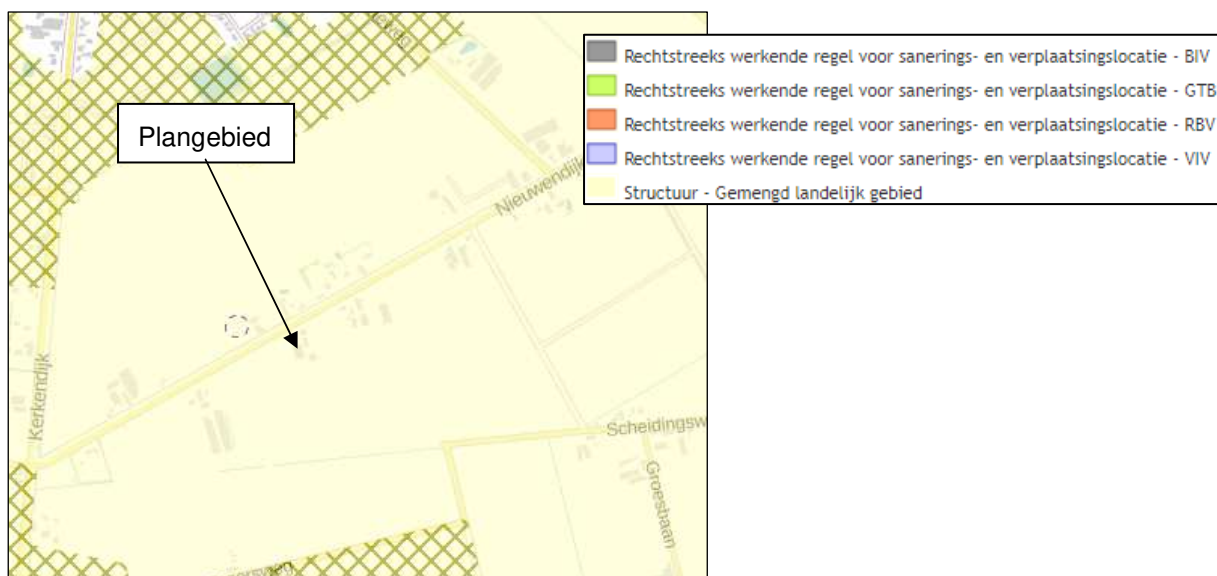 Plangebied
Nieuwendijk
Kerkendijk
Scheidingsw
Groesbaan
Rechtstreeks werkende regel voor sanerings- en verplaatsingslocatie - BIV
Rechtstreeks werkende regel voor sanerings- en verplaatsingslocatie - GTB
Rechtstreeks werkende regel voor sanerings- en verplaatsingslocatie - RBV
Rechtstreeks werkende regel voor sanerings- en verplaatsingslocatie - VIV
Structuur - Gemengd landelijk gebied